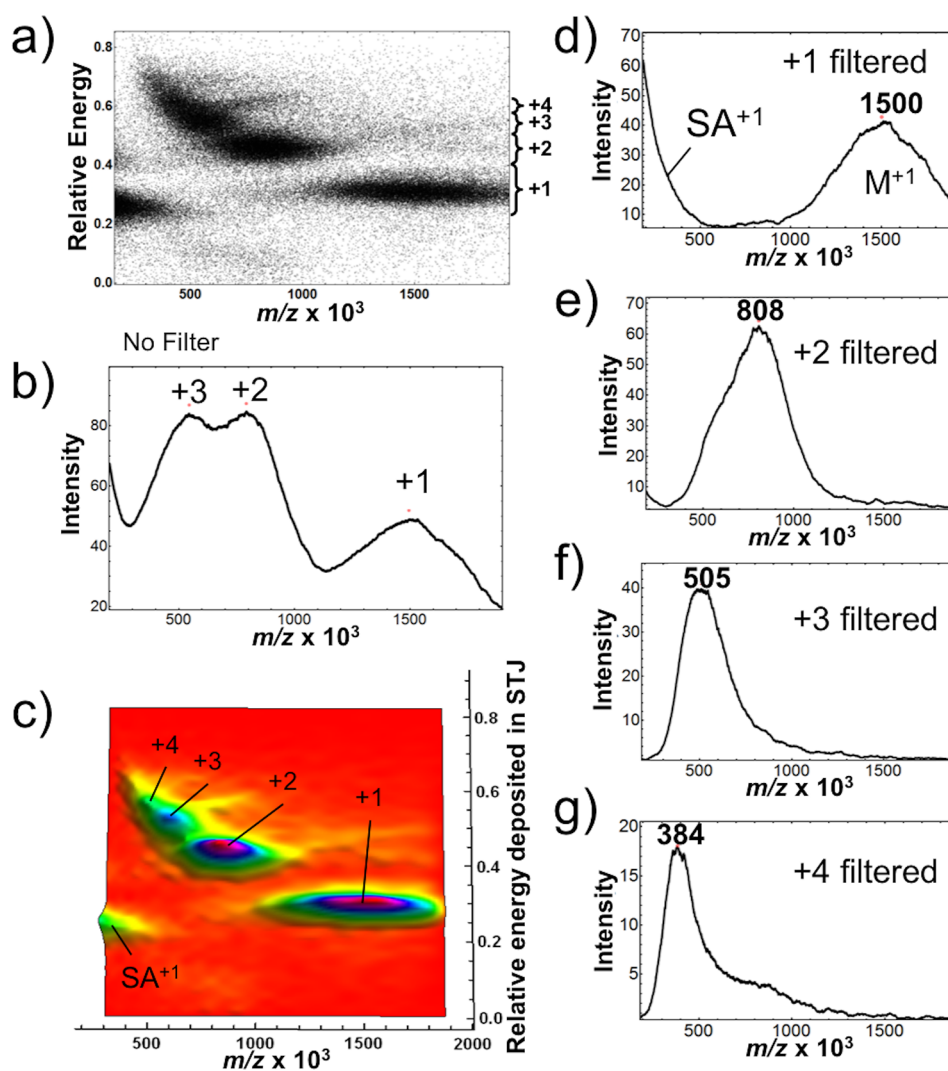 a)
Relative Energy
0.8
0.6
0.4
0.2
0.0
+4
+3
+2
+1
500
1000
1500
m/z x 10³
No Filter
b)
Intensity
80
60
40
20
+3
+2
+1
500
1000
1500
m/z x 10³
c)
+4
+3
+2
+1
SA⁺¹
0.8
0.6
0.4
0.2
0.0
Relative energy deposited in STJ
500
1000
1500
2000
m/z x 10³
d)
+1 filtered
1500
SA⁺¹
M⁺¹
Intensity
70
60
50
40
30
20
10
500
1000
1500
m/z x 10³
e)
808
+2 filtered
Intensity
70
60
50
40
30
20
10
500
1000
1500
m/z x 10³
f)
505
+3 filtered
Intensity
40
30
20
10
500
1000
1500
m/z x 10³
g)
384
+4 filtered
Intensity
20
15
10
5
500
1000
1500
m/z x 10³